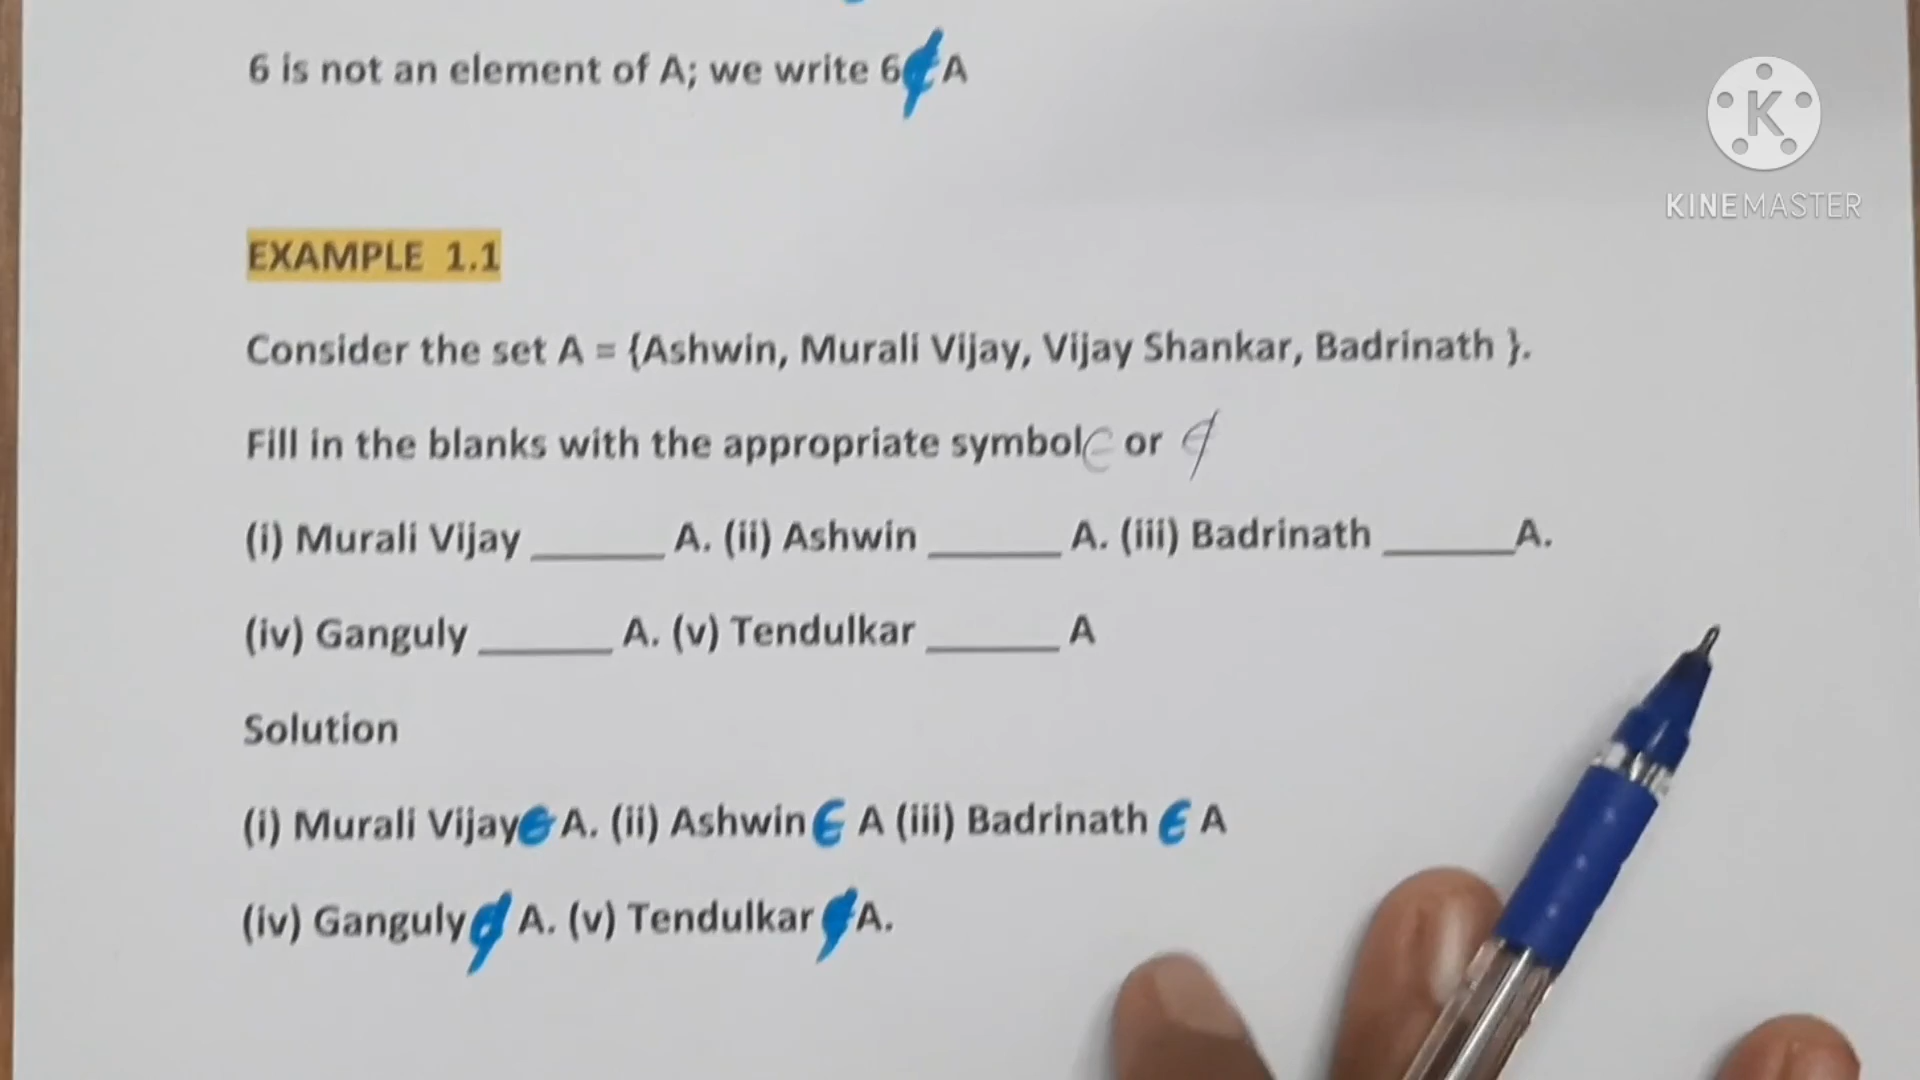 6 is not an element of A; we write 6 ∉ A
KINEMASTER
EXAMPLE 1.1
Consider the set A = {Ashwin, Murali Vijay, Vijay Shankar, Badrinath }.
Fill in the blanks with the appropriate symbol ∈ or ∉
(i) Murali Vijay ______ A. (ii) Ashwin ______ A. (iii) Badrinath ______A.
(iv) Ganguly ______ A. (v) Tendulkar ______ A
Solution
(i) Murali Vijay ∈ A. (ii) Ashwin ∈ A (iii) Badrinath ∈ A
(iv) Ganguly ∉ A. (v) Tendulkar ∉ A.